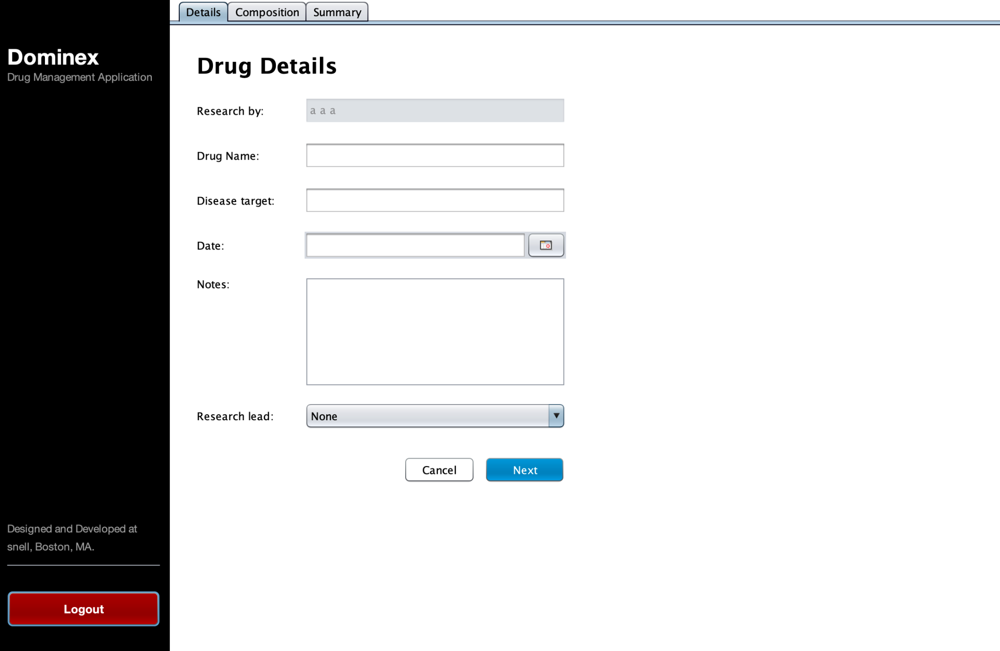 Details Composition Summary
Dominex
Drug Management Application
Drug Details
Research by: a a a
Drug Name:
Disease target:
Date:
Notes:
Research lead: None
Cancel Next
Designed and Developed at
snell, Boston, MA.
Logout